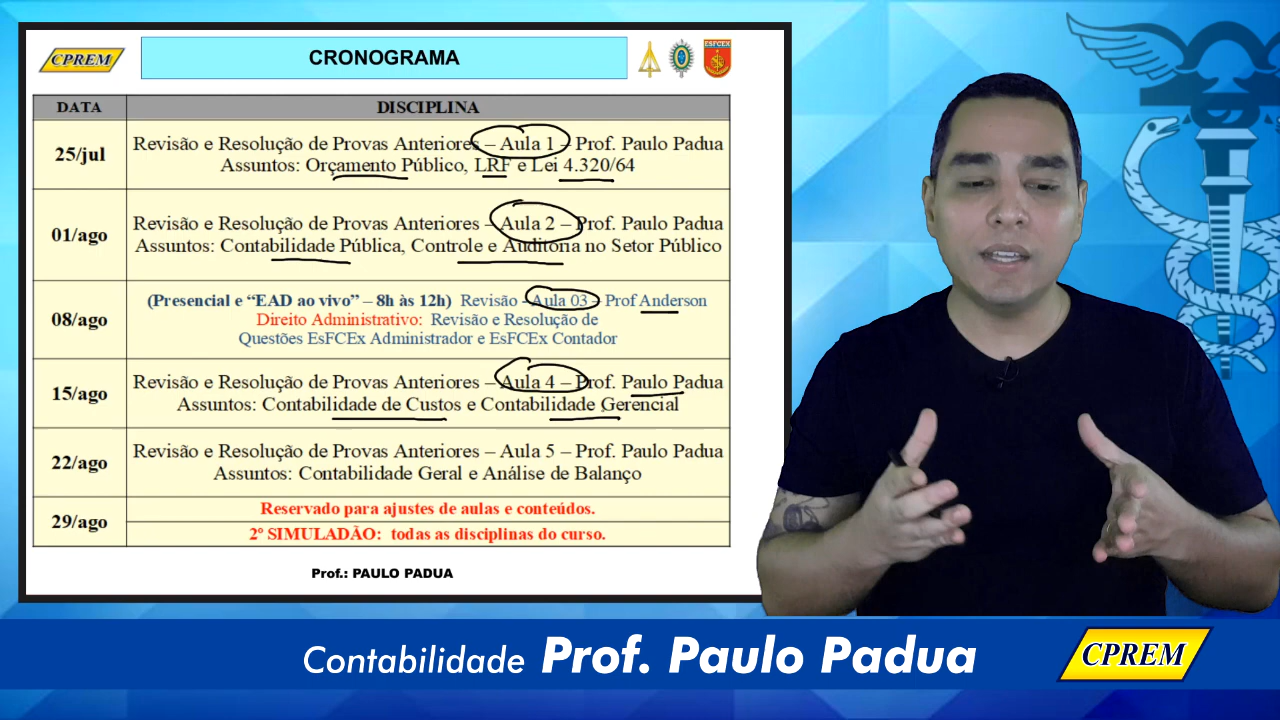 CPREM
CRONOGRAMA
ESFCEX
DATA
DISCIPLINA
25/jul
Revisão e Resolução de Provas Anteriores – Aula 1 – Prof. Paulo Padua
Assuntos: Orçamento Público, LRF e Lei 4.320/64
01/ago
Revisão e Resolução de Provas Anteriores – Aula 2 – Prof. Paulo Padua
Assuntos: Contabilidade Pública, Controle e Auditoria no Setor Público
08/ago
(Presencial e “EAD ao vivo” – 8h às 12h) Revisão - Aula 03 - Prof Anderson
Direito Administrativo: Revisão e Resolução de
Questões EsFCEx Administrador e EsFCEx Contador
15/ago
Revisão e Resolução de Provas Anteriores – Aula 4 – Prof. Paulo Padua
Assuntos: Contabilidade de Custos e Contabilidade Gerencial
22/ago
Revisão e Resolução de Provas Anteriores – Aula 5 – Prof. Paulo Padua
Assuntos: Contabilidade Geral e Análise de Balanço
29/ago
Reservado para ajustes de aulas e conteúdos.
2º SIMULADÃO: todas as disciplinas do curso.
Prof.: PAULO PADUA
Contabilidade Prof. Paulo Padua
CPREM